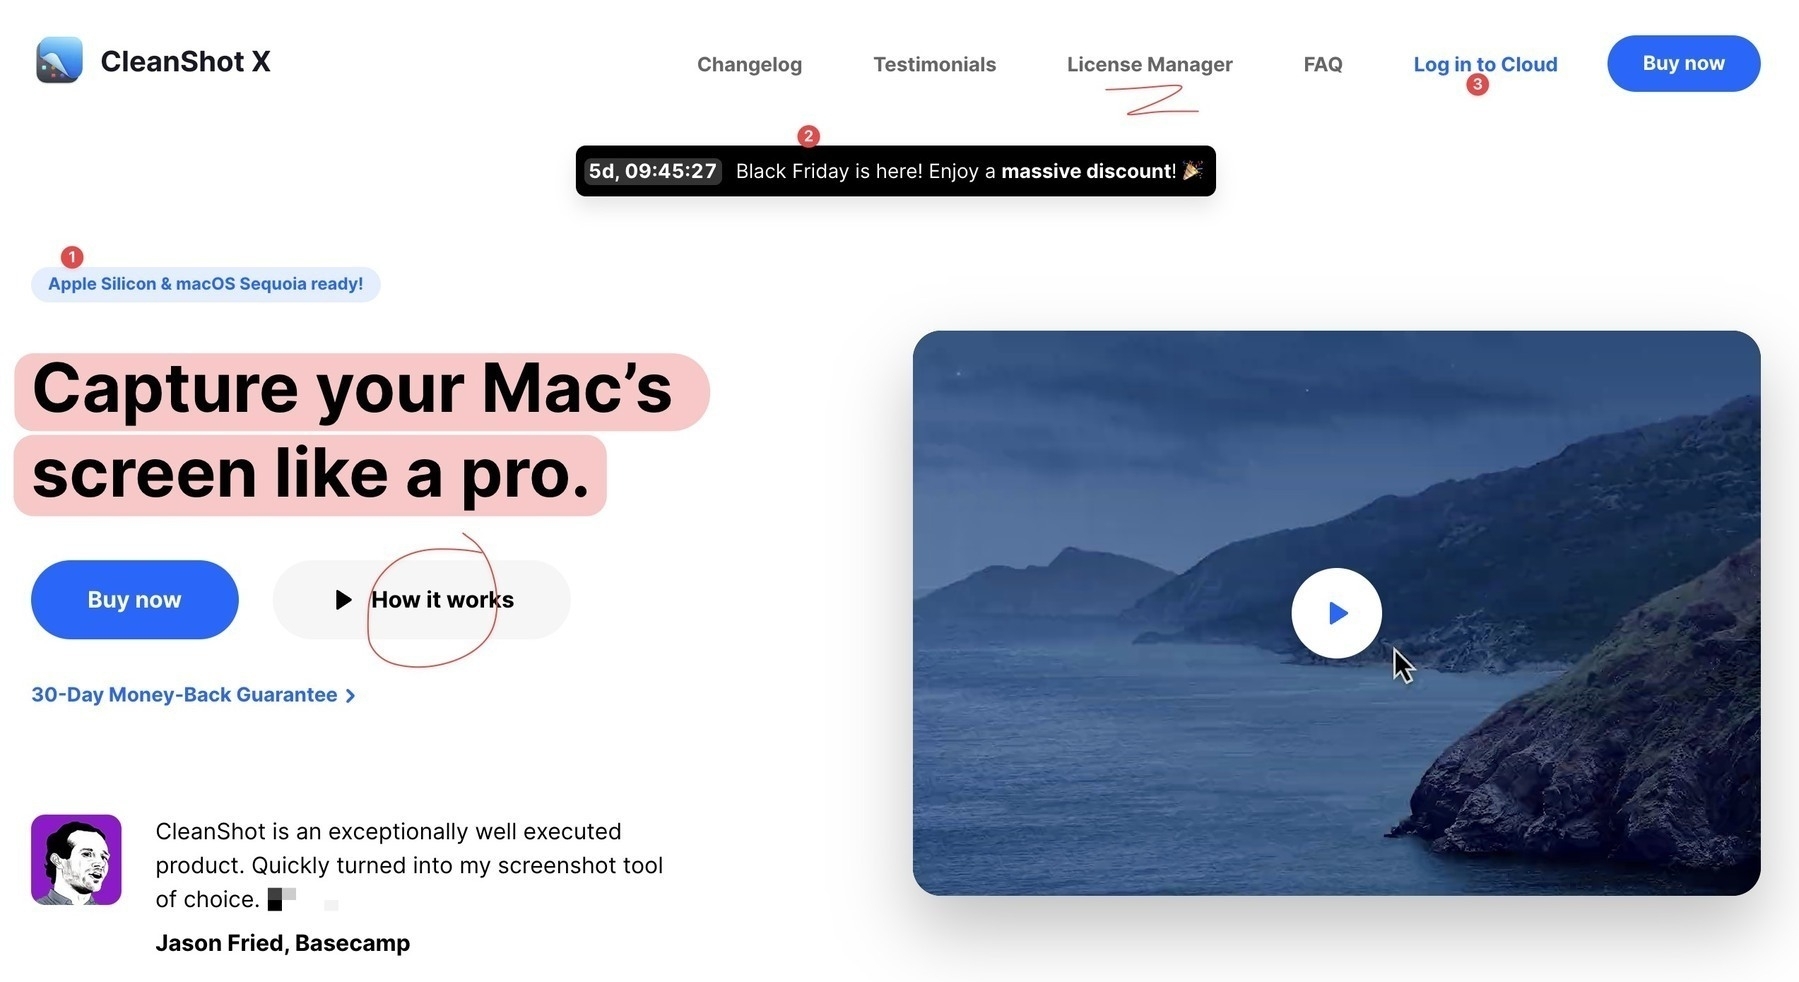 CleanShot X
Changelog
Testimonials
License Manager
FAQ
Log in to Cloud
Buy now
3
2
5d, 09:45:27 Black Friday is here! Enjoy a massive discount! 🎉
1
Apple Silicon & macOS Sequoia ready!
Capture your Mac’s
screen like a pro.
Buy now
How it works
30-Day Money-Back Guarantee
CleanShot is an exceptionally well executed
product. Quickly turned into my screenshot tool
of choice.
Jason Fried, Basecamp